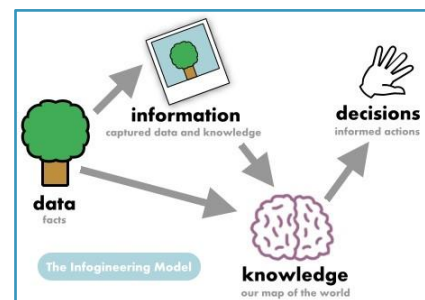 information
captured data and knowledge
decisions
informed actions
data
facts
The Infogineering Model
knowledge
our map of the world